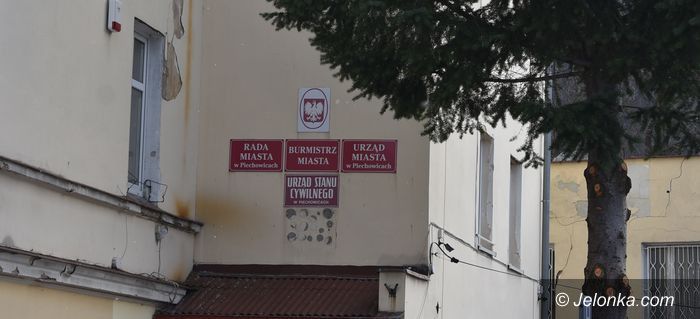 RADA
MIASTA
w Piechowicach
BURMISTRZ
MIASTA
URZĄD
MIASTA
w Piechowicach
URZĄD STANU
CYWILNEGO
W PIECHOWICACH
© Jelonka.com